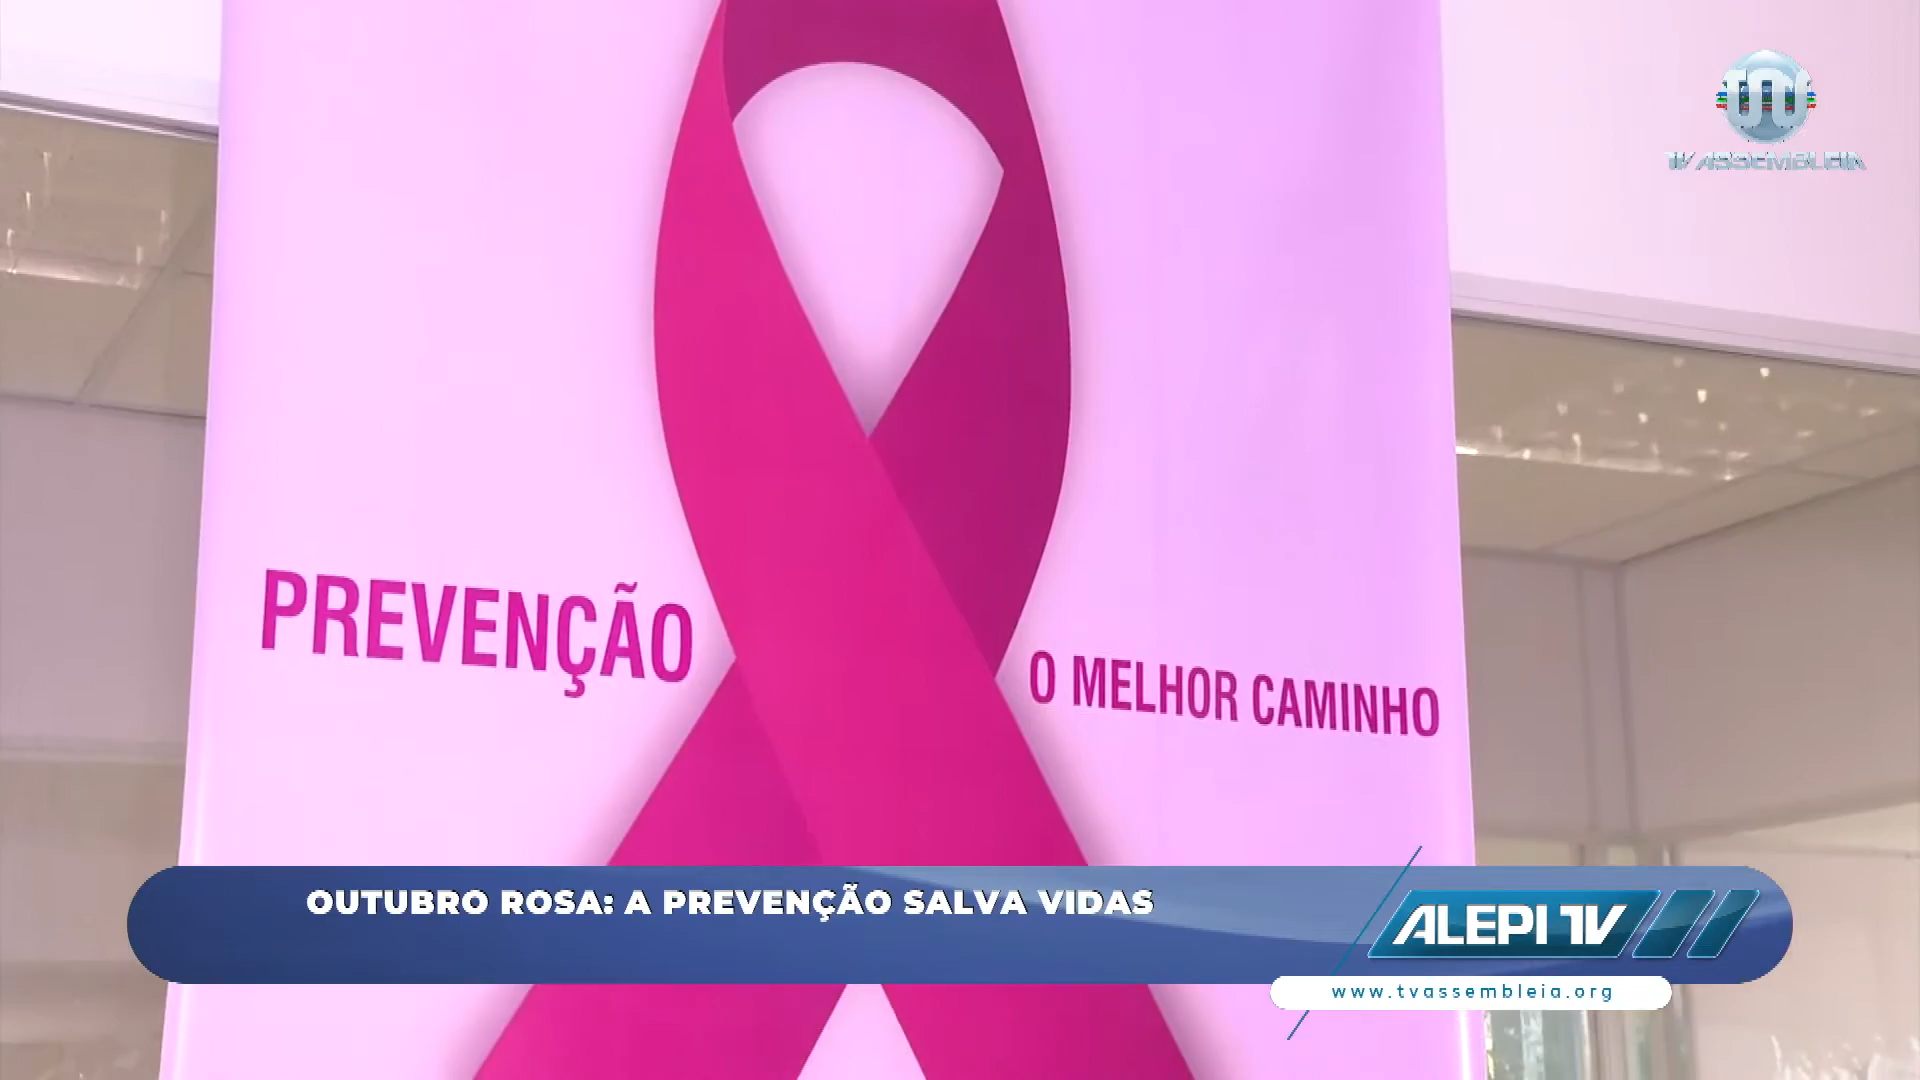 TV ASSEMBLEIA
PREVENÇÃO
O MELHOR CAMINHO
OUTUBRO ROSA: A PREVENÇÃO SALVA VIDAS
ALEPI TV
www.tvassembleia.org